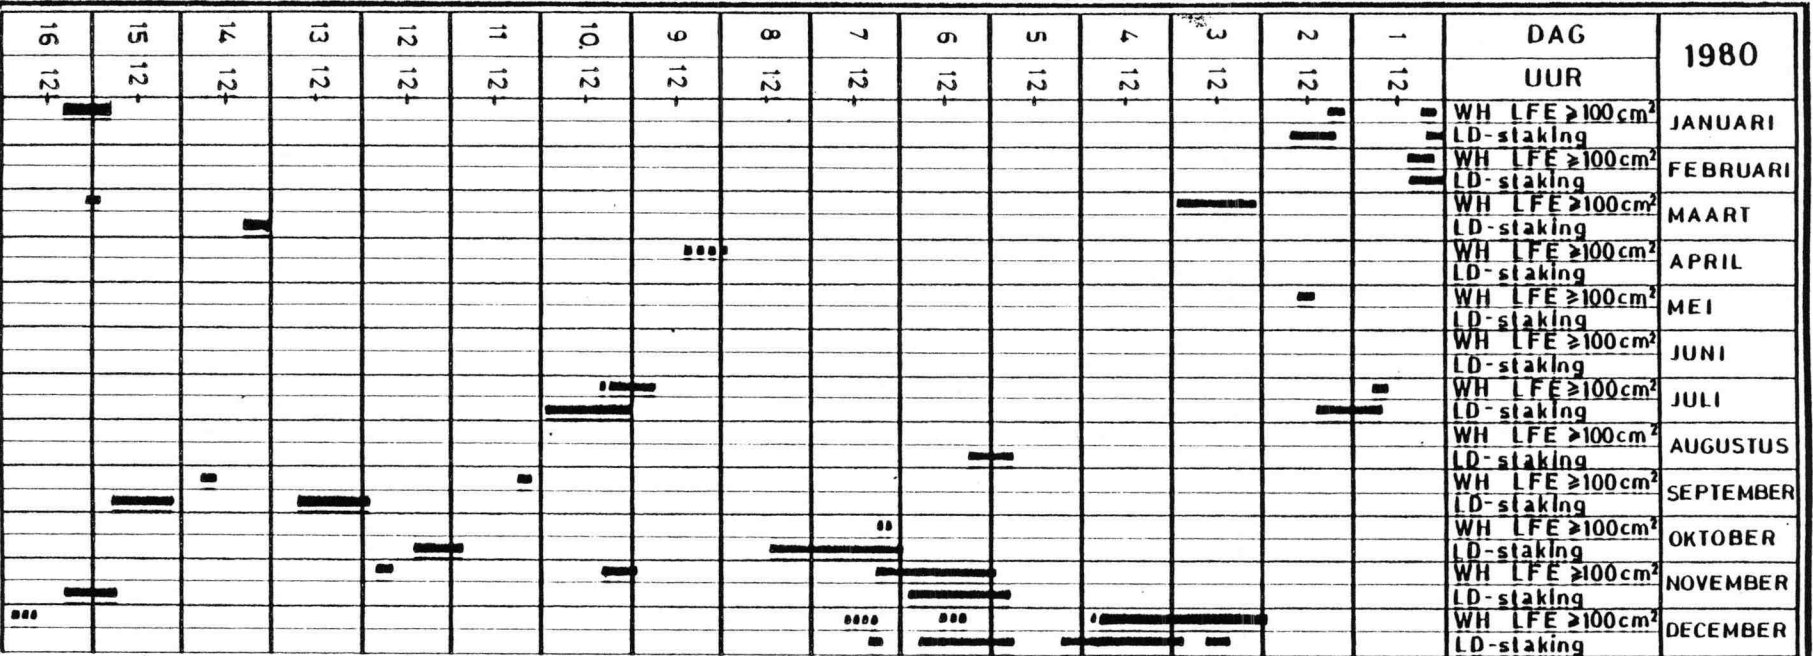 16 15 14 13 12 11 10. 9 8 7 6 5 4 3 2 1 DAG 1980
12 12 12 12 12 12 12 12 12 12 12 12 12 12 12 12 UUR
WH LFE ≥100cm² JANUARI
LD-staking
WH LFE ≥100cm² FEBRUARI
LD-staking
WH LFE ≥100cm² MAART
LD-staking
WH LFE ≥100cm² APRIL
LD-staking
WH LFE ≥100cm² MEI
LD-staking
WH LFE ≥100cm² JUNI
LD-staking
WH LFE ≥100cm² JULI
LD-staking
WH LFE ≥100cm² AUGUSTUS
LD-staking
WH LFE ≥100cm² SEPTEMBER
LD-staking
WH LFE ≥100cm² OKTOBER
LD-staking
WH LFE ≥100cm² NOVEMBER
LD-staking
WH LFE ≥100cm² DECEMBER
LD-staking